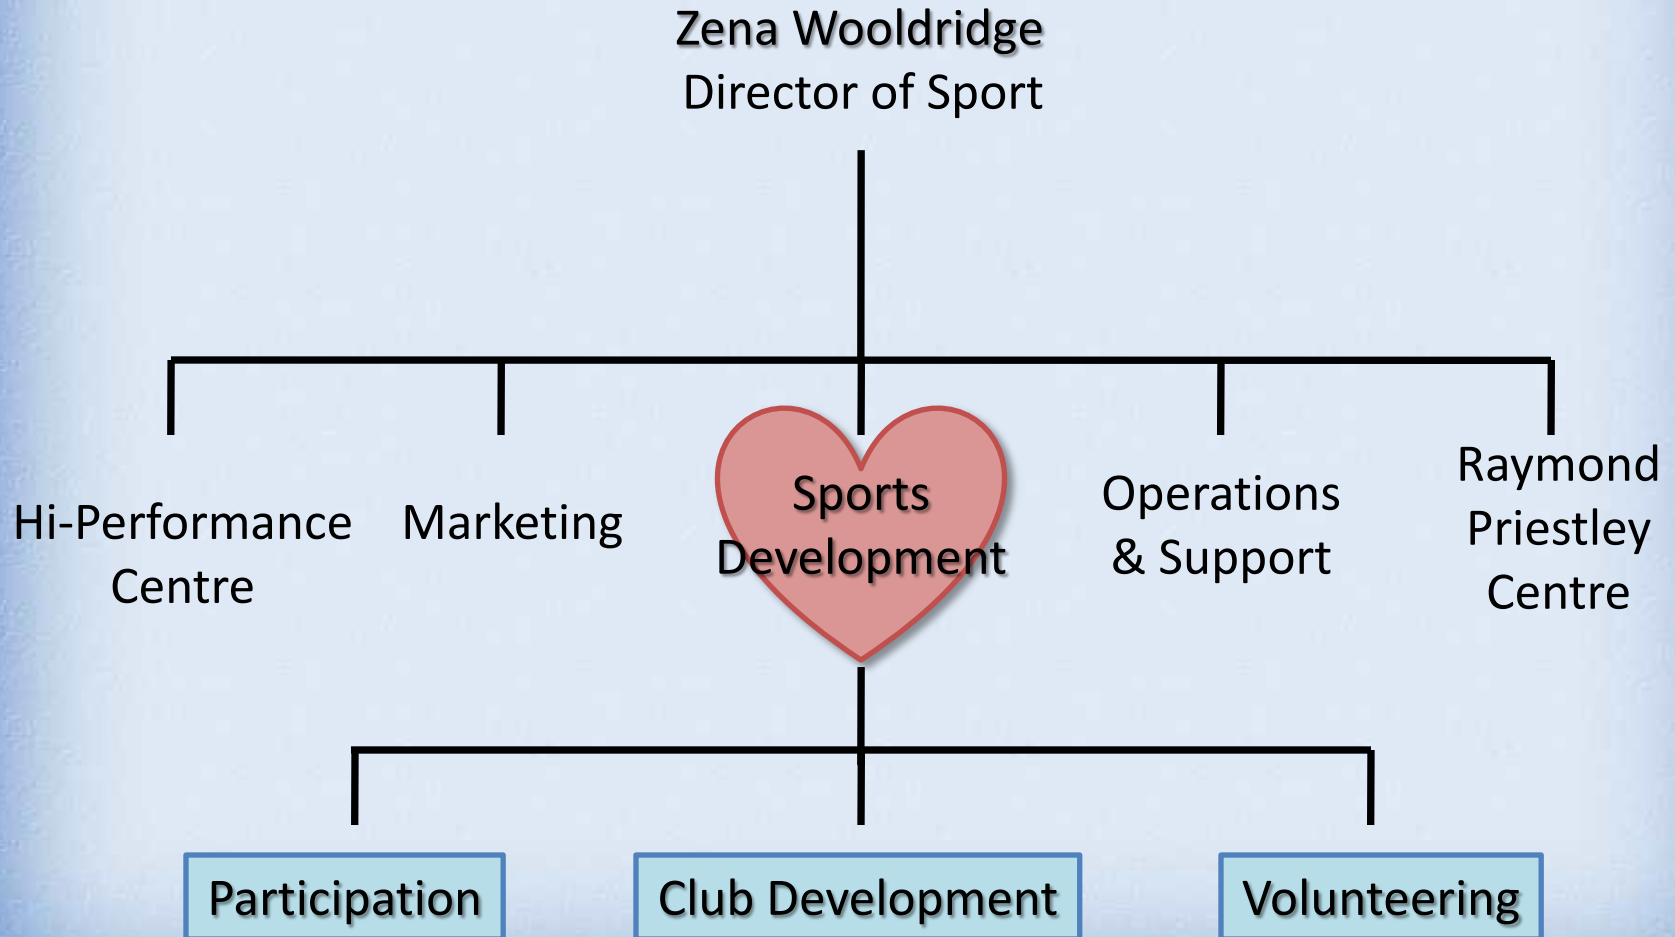 Zena Wooldridge
Director of Sport
Hi-Performance
Centre
Marketing
Sports
Development
Operations
& Support
Raymond
Priestley
Centre
Participation
Club Development
Volunteering